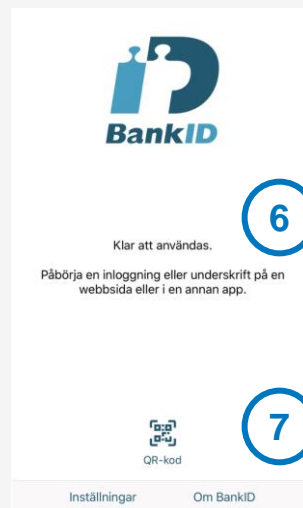 BankID
6
Klar att användas.
Påbörja en inloggning eller underskrift på en
webbsida eller i en annan app.
7
QR-kod
Inställningar Om BankID